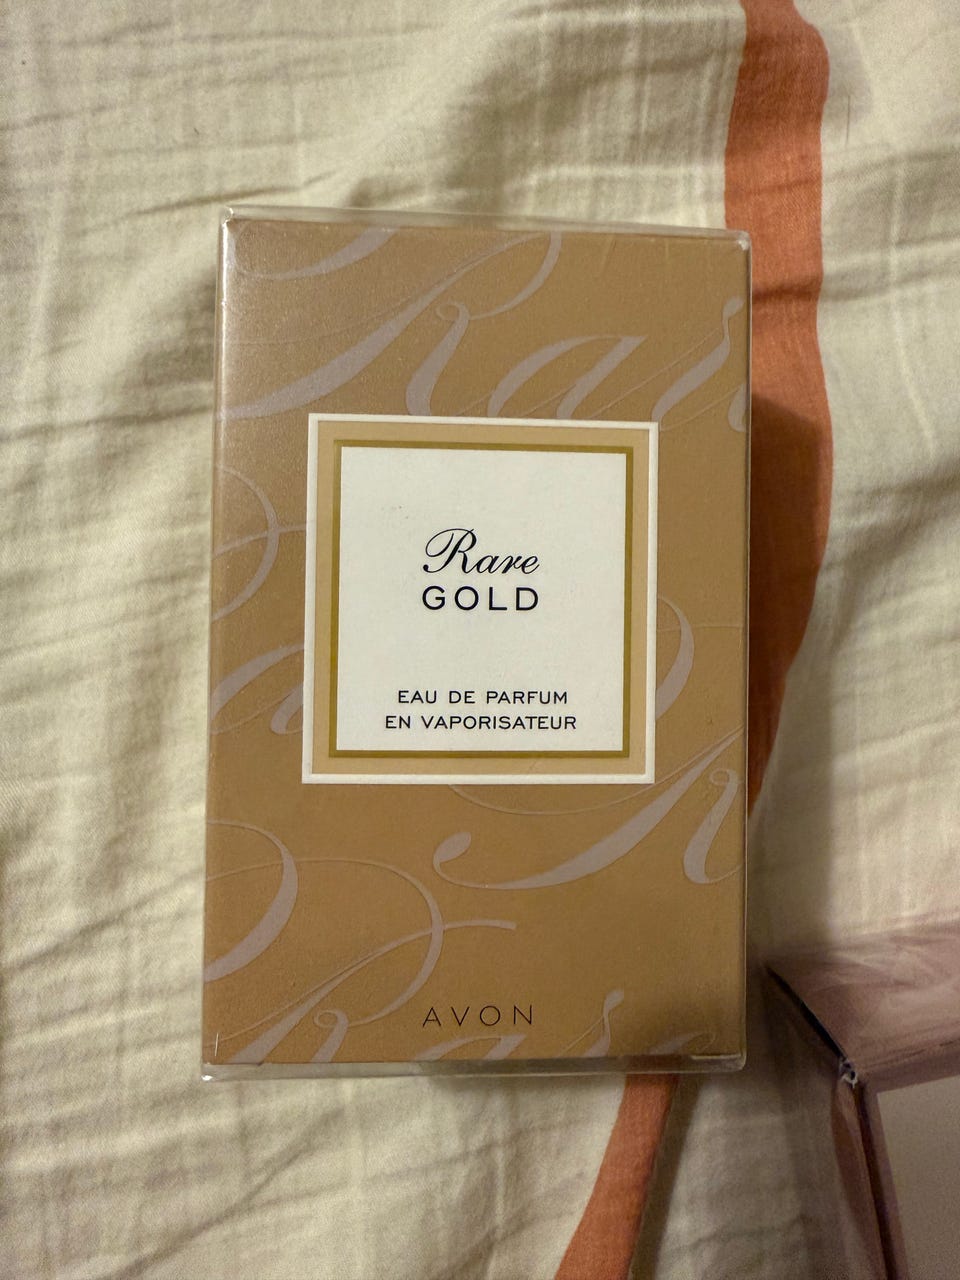 Rare
GOLD
EAU DE PARFUM
EN VAPORISATEUR
AVON